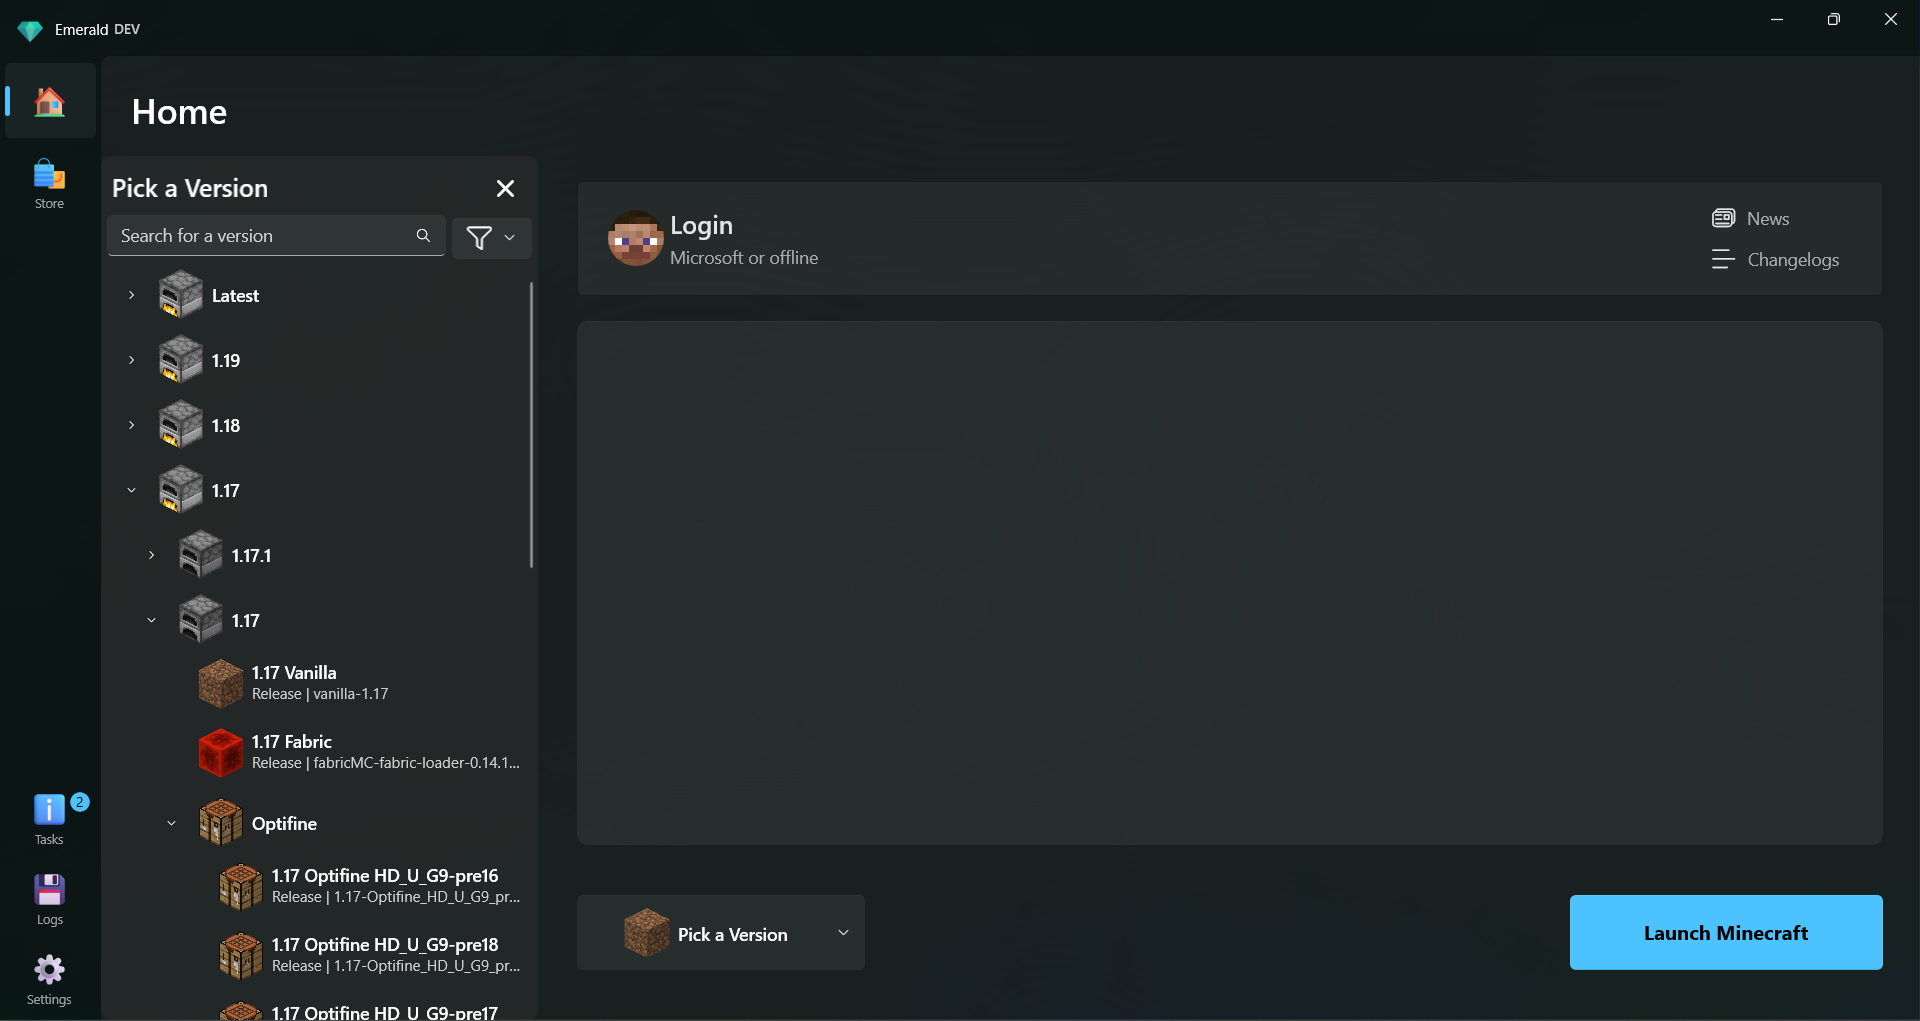 Emerald DEV
Home
Store
Pick a Version
Search for a version
Latest
1.19
1.18
1.17
1.17.1
1.17
1.17 Vanilla
Release | vanilla-1.17
1.17 Fabric
Release | fabricMC-fabric-loader-0.14.1...
Optifine
1.17 Optifine HD_U_G9-pre16
Release | 1.17-Optifine_HD_U_G9_pr...
1.17 Optifine HD_U_G9-pre18
Release | 1.17-Optifine_HD_U_G9_pr...
1.17 Optifine HD_U_G9-pre17
Login
Microsoft or offline
News
Changelogs
Pick a Version
Launch Minecraft
2
Tasks
Logs
Settings